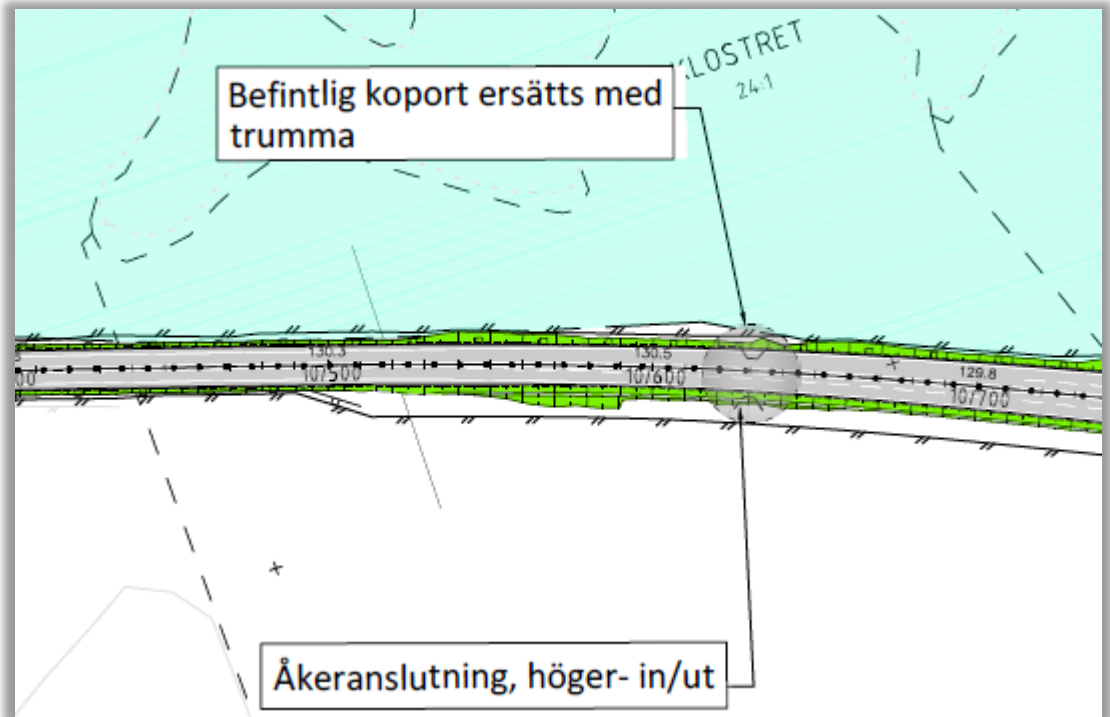 KLOSTRET
24:1
Befintlig koport ersätts med
trumma
130.3
130.5
129.8
10/500
10/600
10/700
Åkeranslutning, höger- in/ut